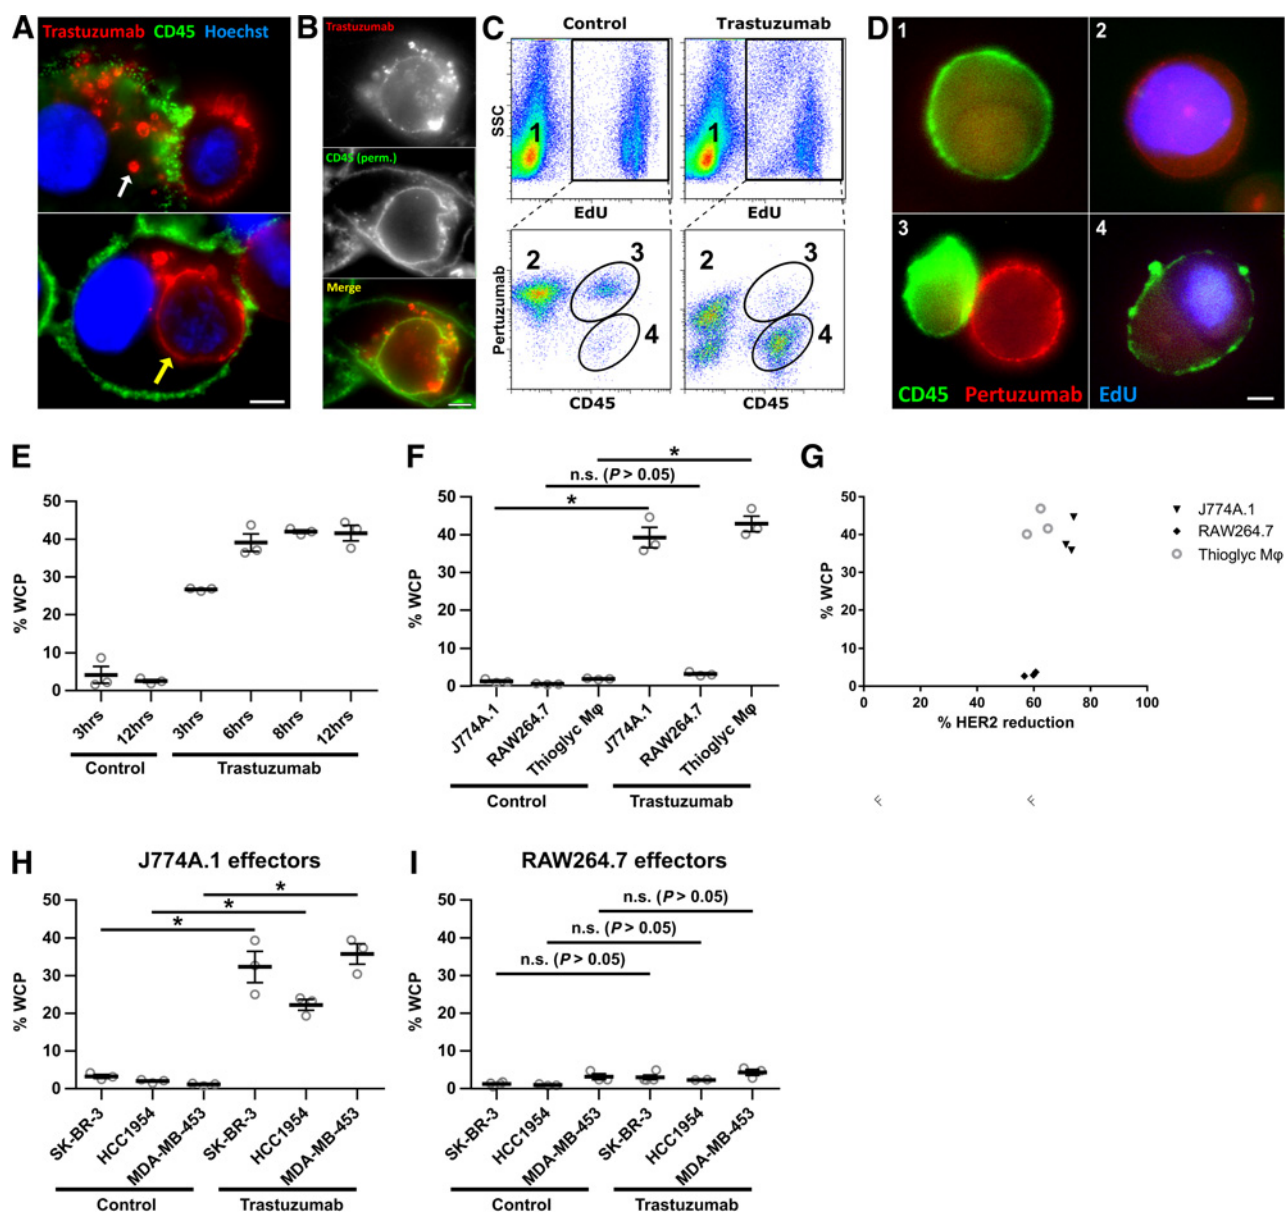 A
Trastuzumab CD45 Hoechst
B
Trastuzumab
CD45 (perm.)
Merge
C
Control
Trastuzumab
SSC
1
1
EdU
EdU
Pertuzumab
2
3
4
2
3
4
CD45
CD45
D
1
2
3
4
CD45 Pertuzumab
EdU
E
% WCP
50
40
30
20
10
0
3hrs
12hrs
3hrs
6hrs
8hrs
12hrs
Control
Trastuzumab
F
*
n.s. (P > 0.05)
*
% WCP
50
40
30
20
10
0
J774A.1
RAW264.7
Thioglyc Mφ
J774A.1
RAW264.7
Thioglyc Mφ
Control
Trastuzumab
G
% WCP
50
40
30
20
10
0
0 20 40 60 80 100
% HER2 reduction
J774A.1
RAW264.7
Thioglyc Mφ
H
J774A.1 effectors
*
*
*
% WCP
50
40
30
20
10
0
SK-BR-3
HCC1954
MDA-MB-453
SK-BR-3
HCC1954
MDA-MB-453
Control
Trastuzumab
I
RAW264.7 effectors
n.s. (P > 0.05)
n.s. (P > 0.05)
n.s. (P > 0.05)
% WCP
50
40
30
20
10
0
SK-BR-3
HCC1954
MDA-MB-453
SK-BR-3
HCC1954
MDA-MB-453
Control
Trastuzumab